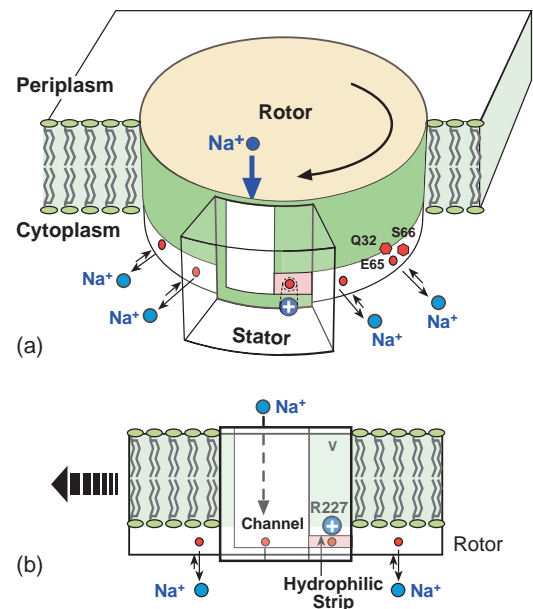 Periplasm
Rotor
Na⁺
Cytoplasm
Q32
S66
E65
Na⁺
Na⁺
Na⁺
Na⁺
+
Stator
(a)
Na⁺
V
R227
+
Channel
Rotor
Na⁺
Na⁺
Hydrophilic
Strip
(b)